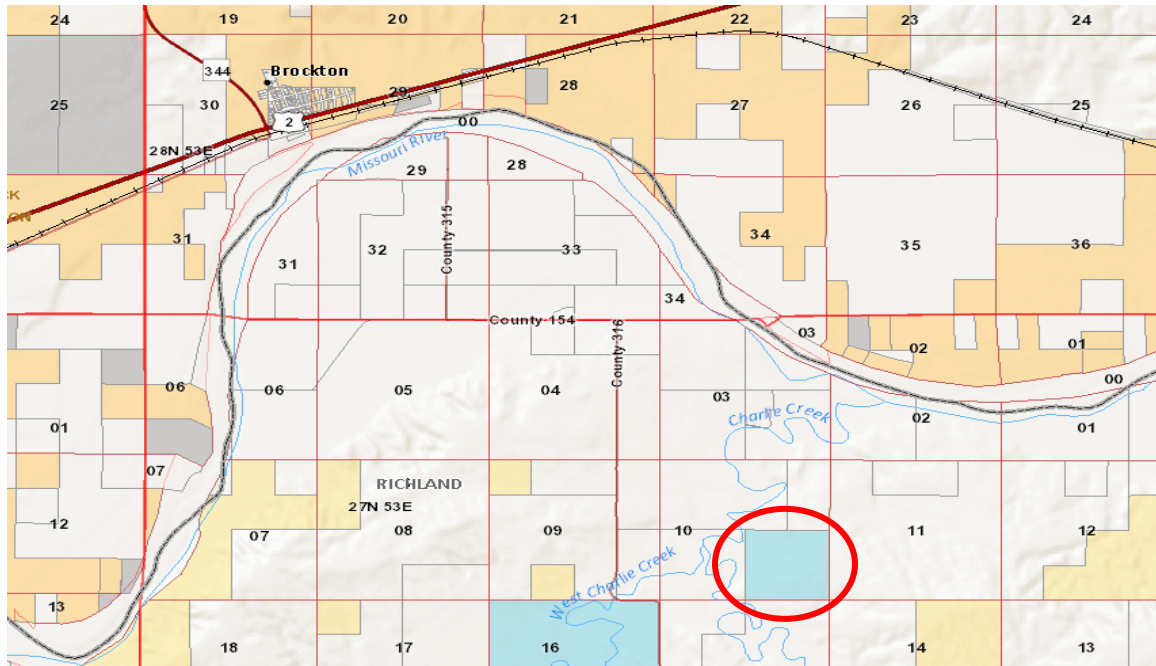 24 19 20 21 22 23 24
344 Brockton
25 30 29 28 27 26 25
2 00
28N 53E
Missouri River
29 28
CK
ON
31 34 35 36
County 315
32 33
31
34
County 154
03 02 01
County 316
00
06 06 05 04 03
01
Charlie Creek
02 01
07
RICHLAND
27N 53E
12 07 08 09 10 11 12
West Charlie Creek
13
18 17 16 14 13